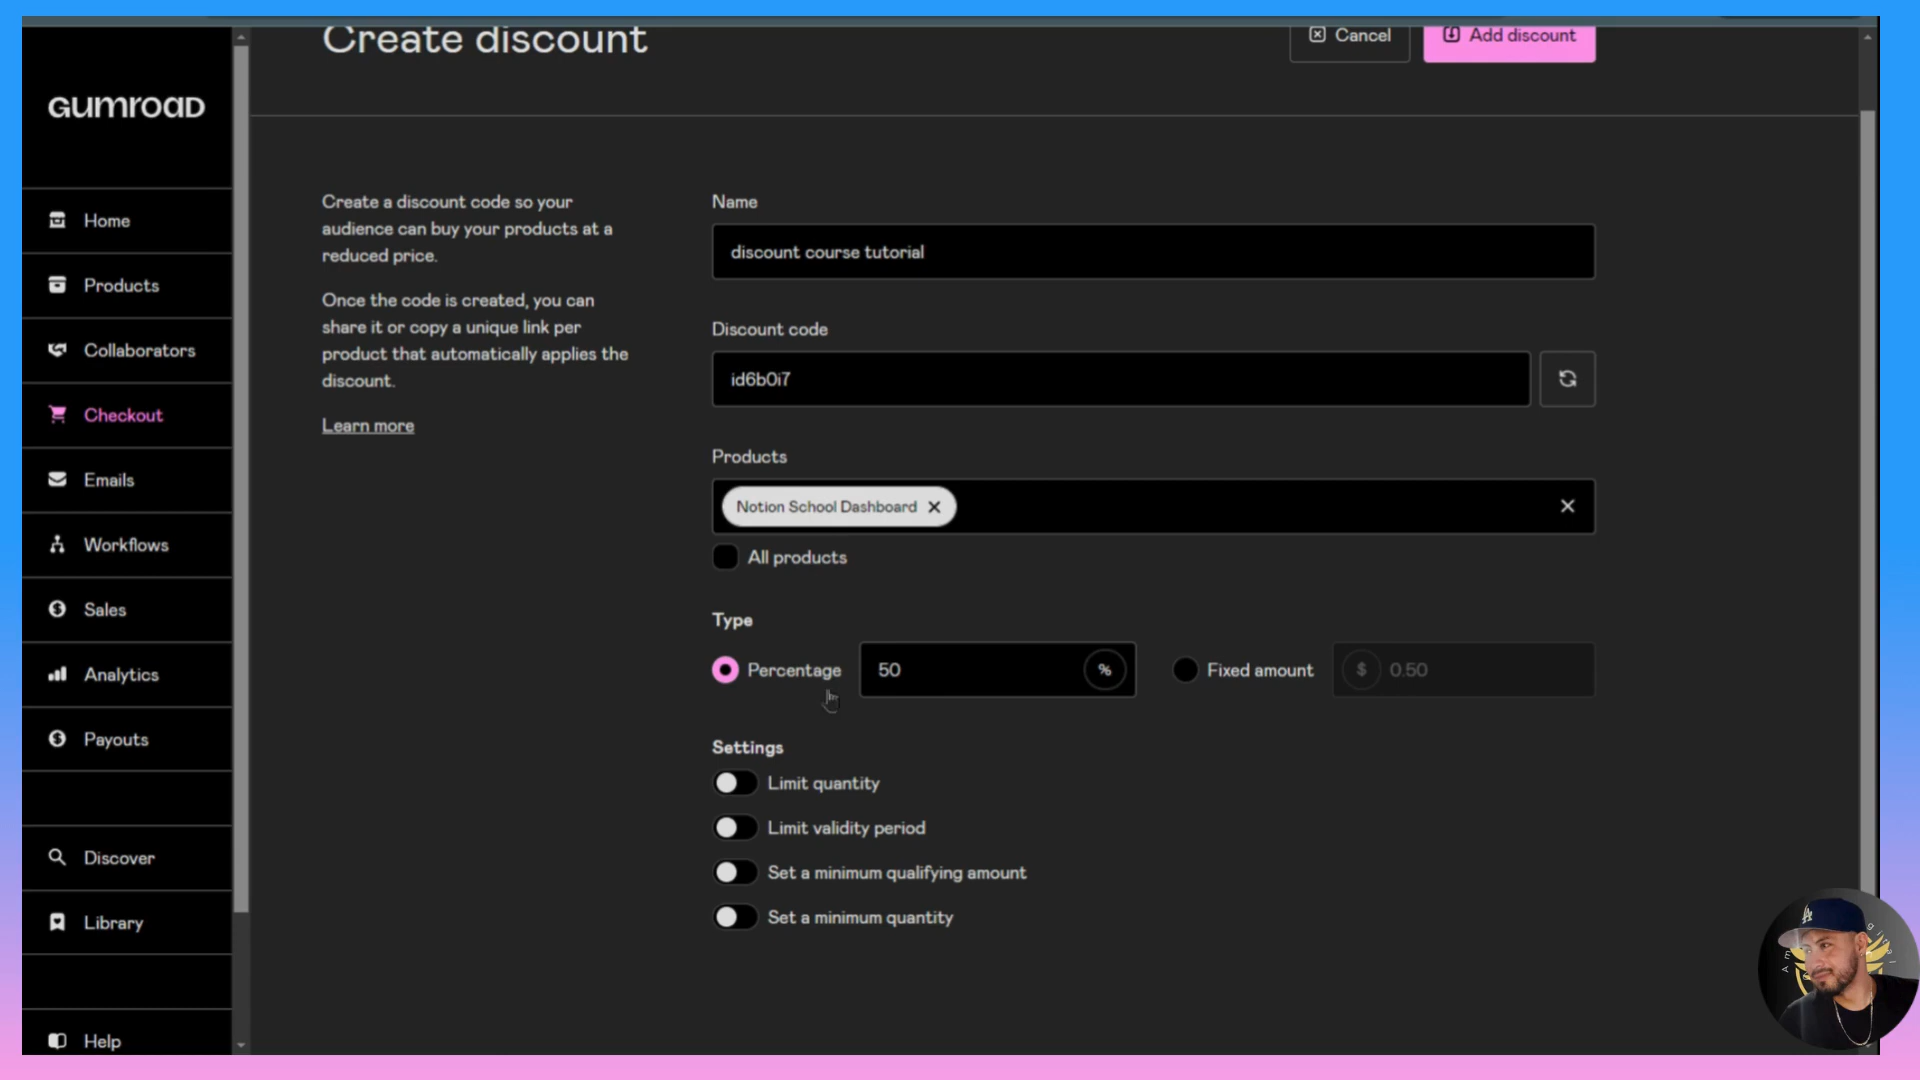 Create discount
Cancel
Add discount
GUMROAD
Home
Products
Collaborators
Checkout
Emails
Workflows
Sales
Analytics
Payouts
Discover
Library
Help
Create a discount code so your
audience can buy your products at a
reduced price.
Once the code is created, you can
share it or copy a unique link per
product that automatically applies the
discount.
Learn more
Name
discount course tutorial
Discount code
id6b0i7
Products
Notion School Dashboard
All products
Type
Percentage
50 %
Fixed amount
$ 0.50
Settings
Limit quantity
Limit validity period
Set a minimum qualifying amount
Set a minimum quantity